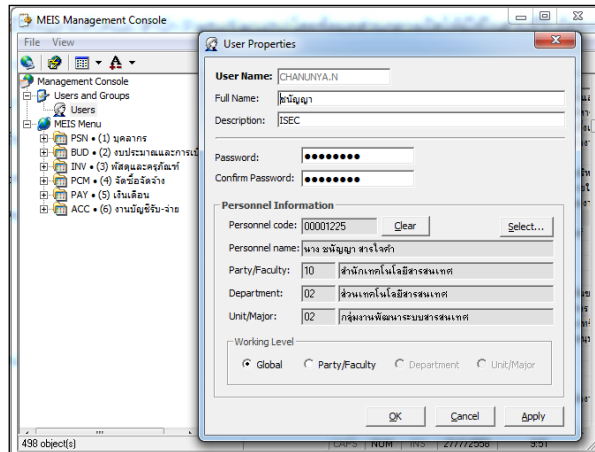 MEIS Management Console
File View
Management Console
Users and Groups
Users
MEIS Menu
PSN • (1) บุคลากร
BUD • (2) งบประมาณและการเ
INV • (3) พัสดุและครุภัณฑ์
PCM • (4) จัดซื้อจัดจ้าง
PAY • (5) เงินเดือน
ACC • (6) งานบัญชีรับ-จ่าย
498 object(s)
User Properties
User Name: CHANUNYA.N
Full Name: ชนัญญา
Description: ISEC
Password: ●●●●●●●●
Confirm Password: ●●●●●●●●
Personnel Information
Personnel code: 00001225 Clear Select...
Personnel name: นาง ชนัญญา สารใจคำ
Party/Faculty: 10 สำนักเทคโนโลยีสารสนเทศ
Department: 02 ส่วนเทคโนโลยีสารสนเทศ
Unit/Major: 02 กลุ่มงานพัฒนาระบบสารสนเทศ
Working Level
Global Party/Faculty Department Unit/Major
OK Cancel Apply
CAPS NUM INS 27/7/2558 9:51